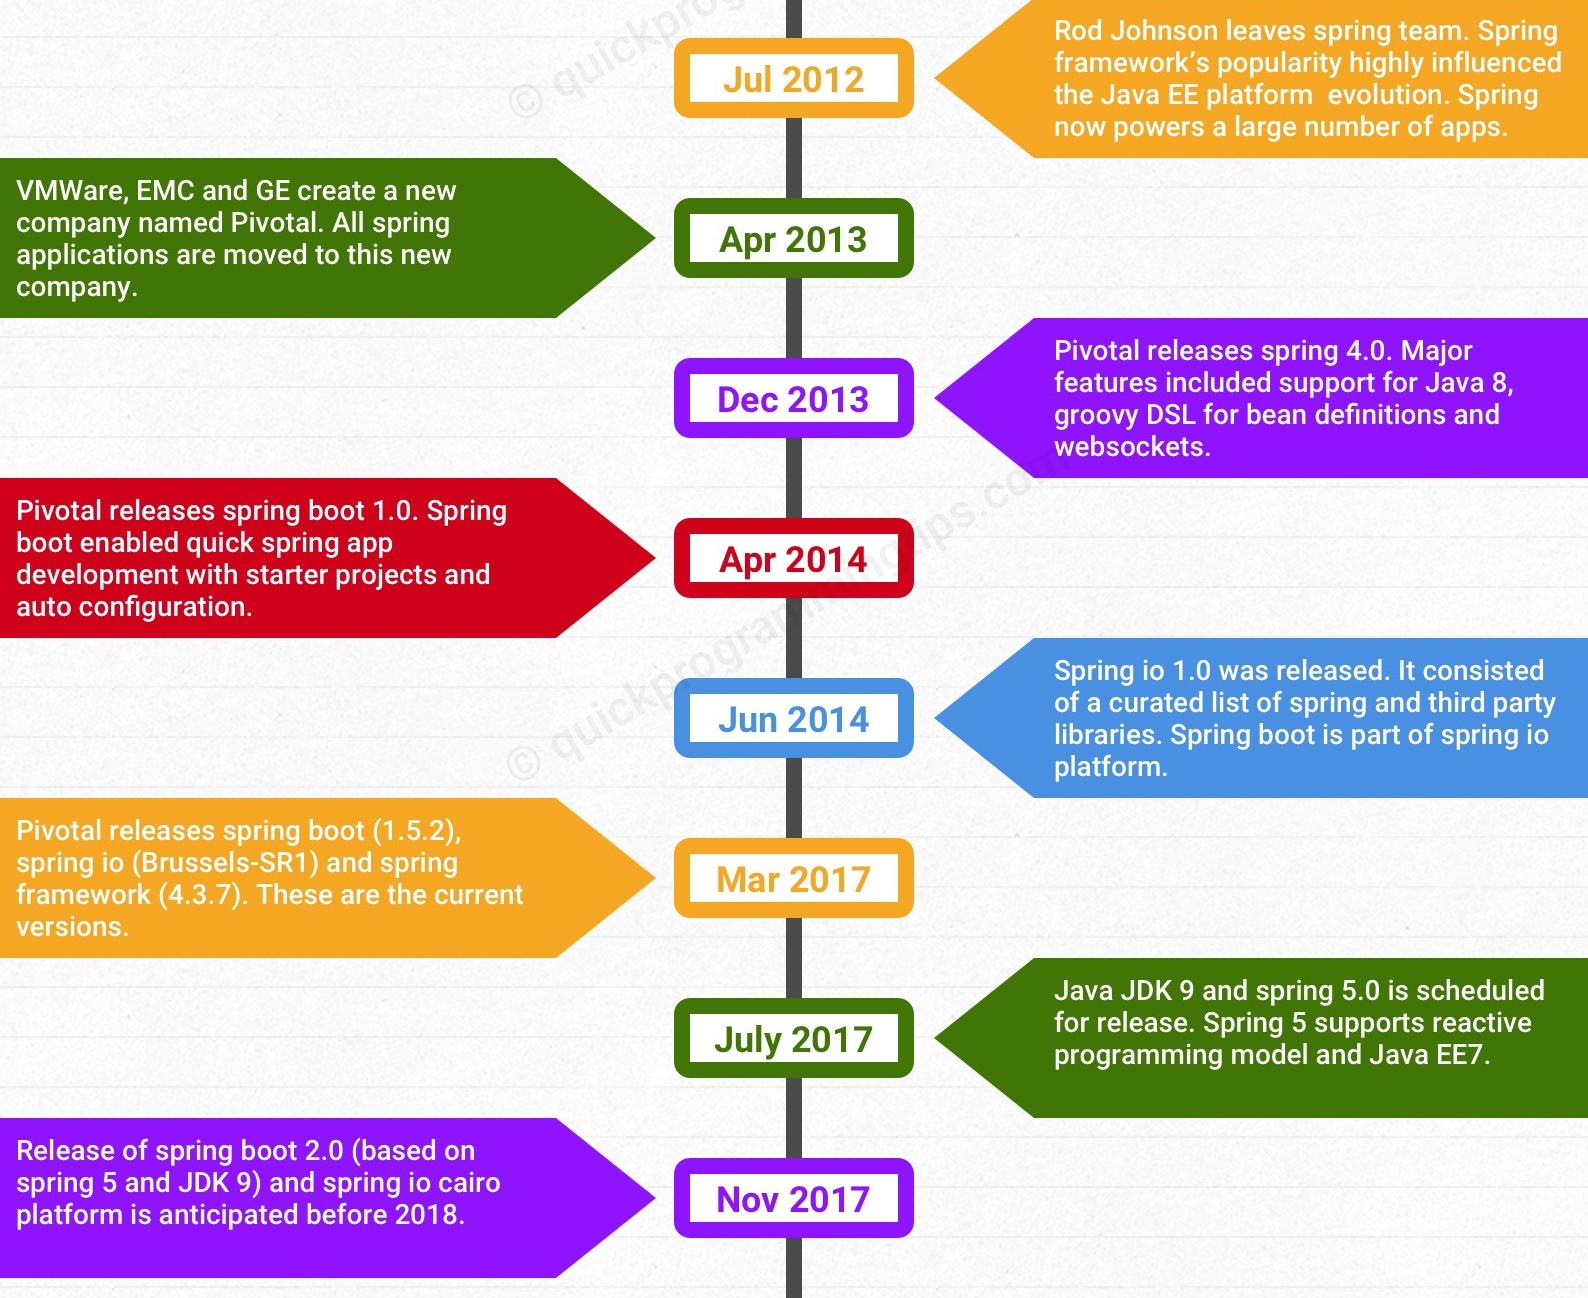 © quickprog
Jul 2012
Rod Johnson leaves spring team. Spring
framework’s popularity highly influenced
the Java EE platform  evolution. Spring
now powers a large number of apps.
VMWare, EMC and GE create a new
company named Pivotal. All spring
applications are moved to this new
company.
Apr 2013
Dec 2013
Pivotal releases spring 4.0. Major
features included support for Java 8,
groovy DSL for bean definitions and
websockets.
Pivotal releases spring boot 1.0. Spring
boot enabled quick spring app
development with starter projects and
auto configuration.
Apr 2014
© quickprogrammingtips.com
Jun 2014
Spring io 1.0 was released. It consisted
of a curated list of spring and third party
libraries. Spring boot is part of spring io
platform.
Pivotal releases spring boot (1.5.2),
spring io (Brussels-SR1) and spring
framework (4.3.7). These are the current
versions.
Mar 2017
July 2017
Java JDK 9 and spring 5.0 is scheduled
for release. Spring 5 supports reactive
programming model and Java EE7.
Release of spring boot 2.0 (based on
spring 5 and JDK 9) and spring io cairo
platform is anticipated before 2018.
Nov 2017